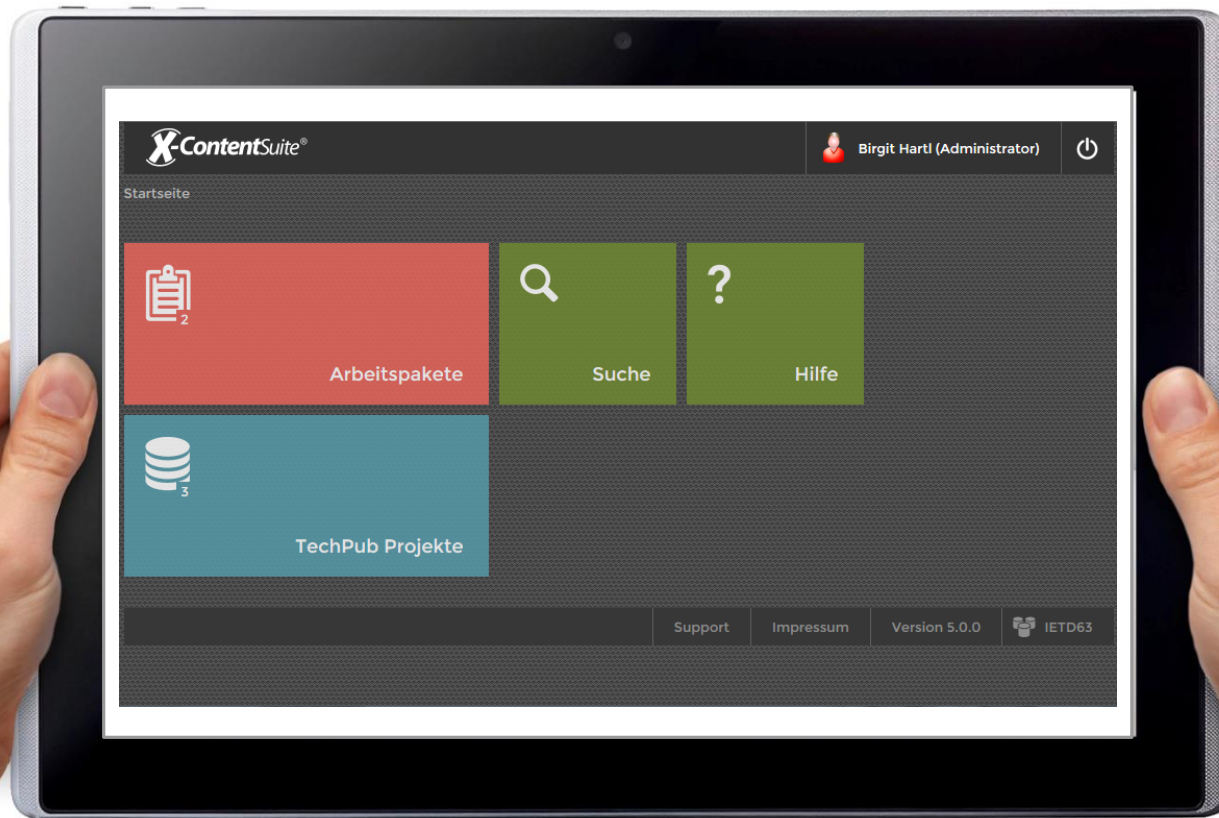 X-ContentSuite®
Birgit Hartl (Administrator)
Startseite
2
Arbeitspakete
Suche
?
Hilfe
3
TechPub Projekte
Support Impressum Version 5.0.0 IETD63